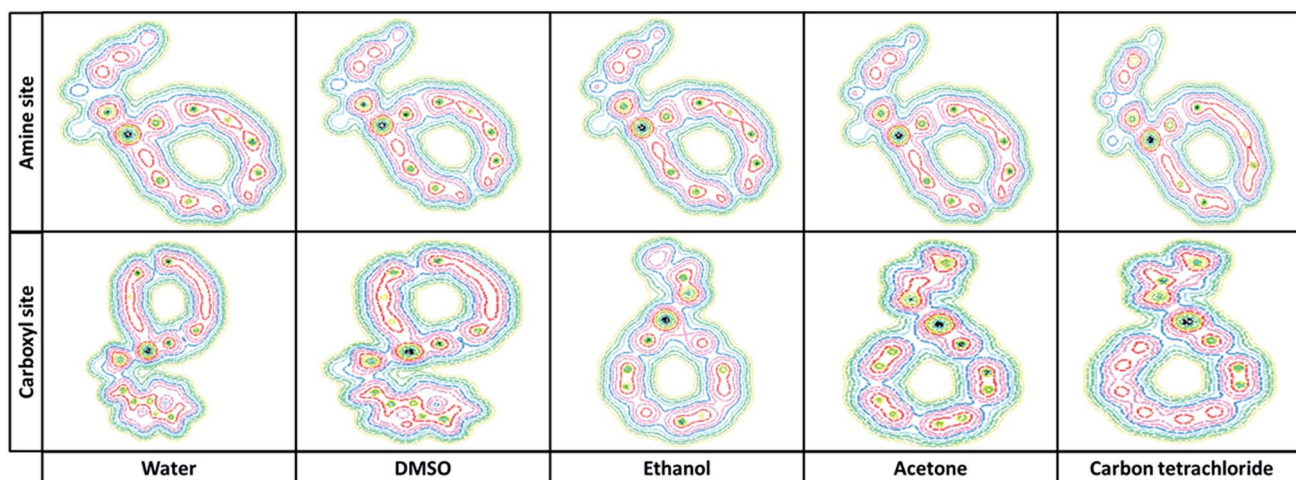 Amine site
Carboxyl site
Water
DMSO
Ethanol
Acetone
Carbon tetrachloride